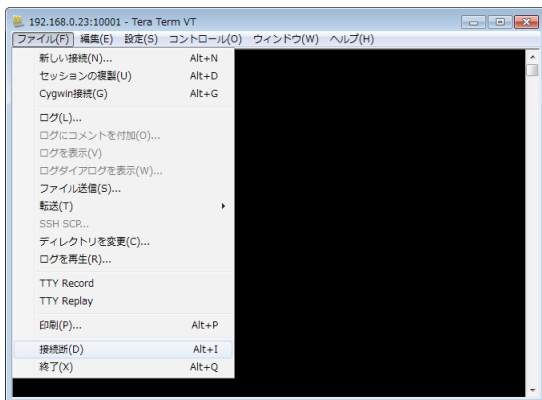 192.168.0.23:10001 - Tera Term VT
ファイル(F) 編集(E) 設定(S) コントロール(O) ウィンドウ(W) ヘルプ(H)
新しい接続(N)... Alt+N
セッションの複製(U) Alt+D
Cygwin接続(G) Alt+G
ログ(L)...
ログにコメントを付加(O)...
ログを表示(V)
ログダイアログを表示(W)...
ファイル送信(S)...
転送(T)
SSH SCP...
ディレクトリを変更(C)...
ログを再生(R)...
TTY Record
TTY Replay
印刷(P)... Alt+P
接続断(D) Alt+I
終了(X) Alt+Q